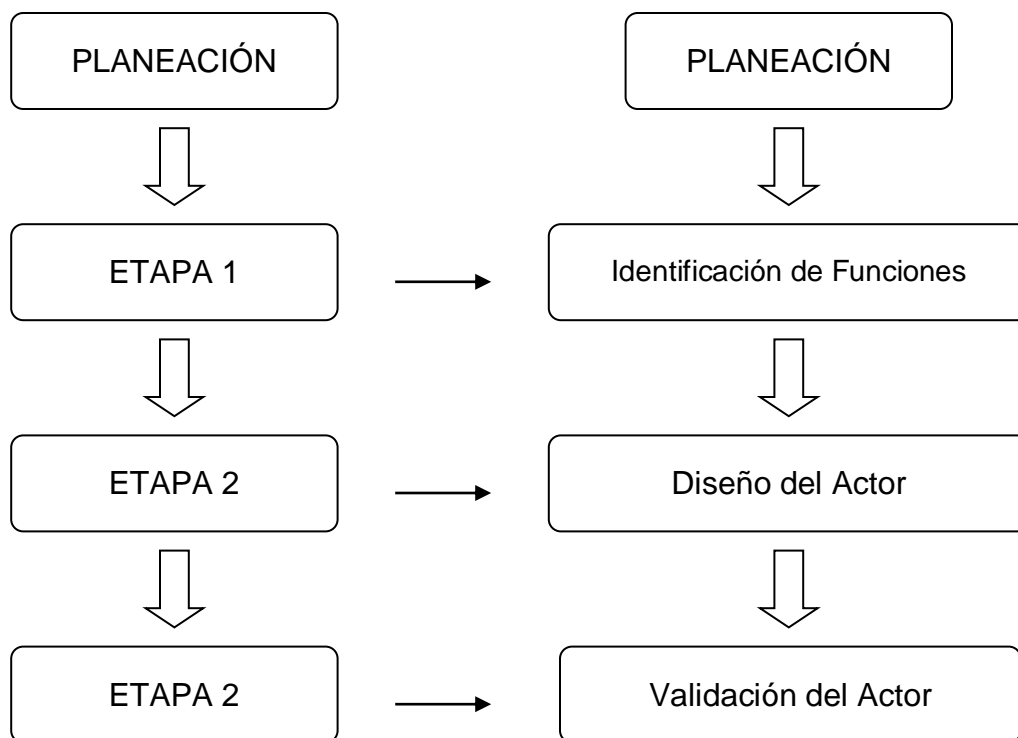 PLANEACIÓN
PLANEACIÓN
ETAPA 1
Identificación de Funciones
ETAPA 2
Diseño del Actor
ETAPA 2
Validación del Actor